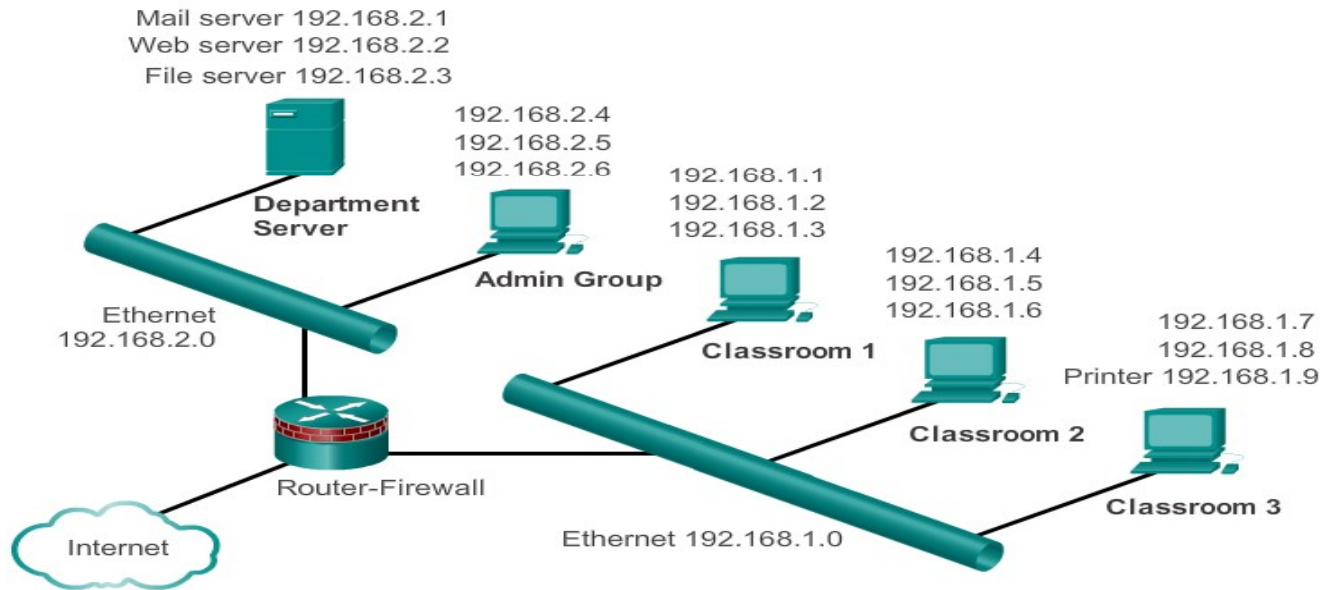 Mail server 192.168.2.1
Web server 192.168.2.2
File server 192.168.2.3
Department
Server
192.168.2.4
192.168.2.5
192.168.2.6
Admin Group
192.168.1.1
192.168.1.2
192.168.1.3
Classroom 1
192.168.1.4
192.168.1.5
192.168.1.6
Classroom 2
192.168.1.7
192.168.1.8
Printer 192.168.1.9
Classroom 3
Ethernet
192.168.2.0
Router-Firewall
Ethernet 192.168.1.0
Internet